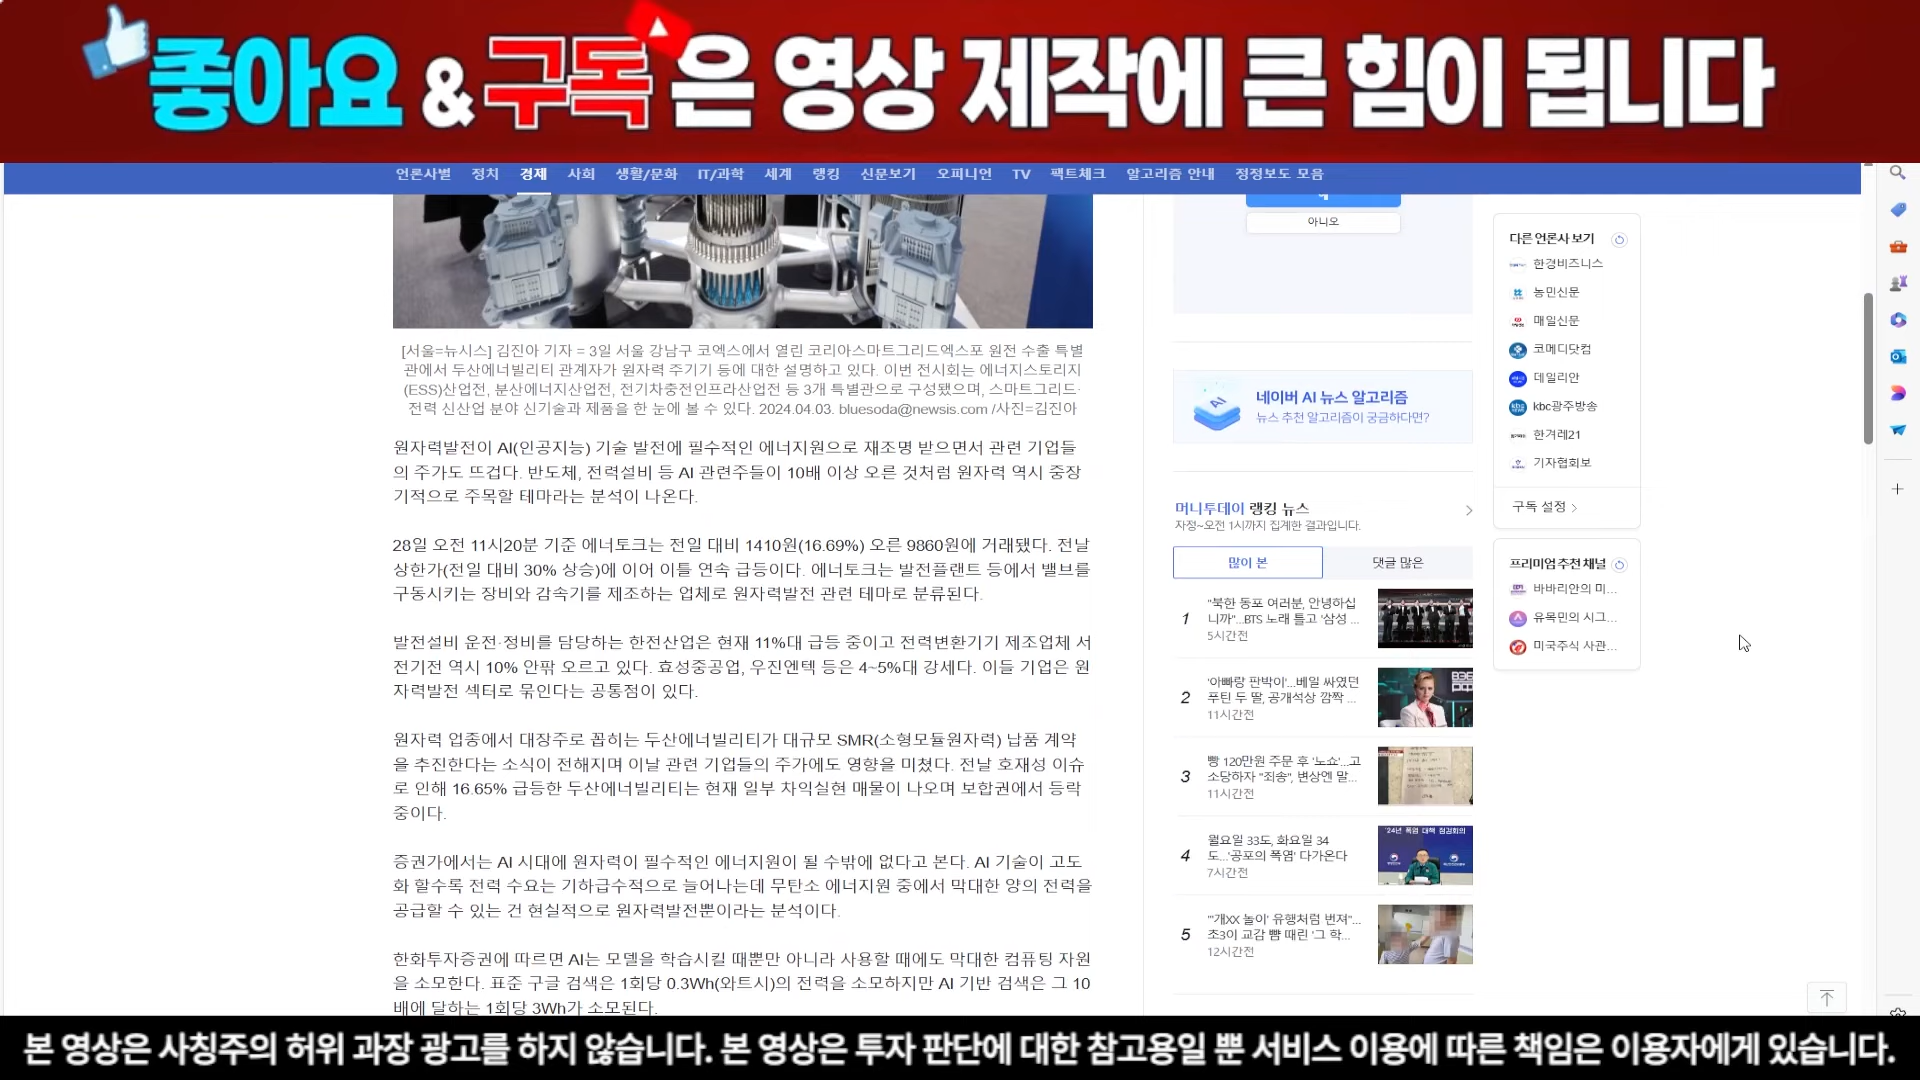 좋아요 & 구독은 영상 제작에 큰 힘이 됩니다
언론사별 정치 경제 사회 생활/문화 IT/과학 세계 랭킹 신문보기 오피니언 TV 팩트체크 알고리즘 안내 정정보도 모음
[서울=뉴시스] 김진아 기자 = 3일 서울 강남구 코엑스에서 열린 코리아스마트그리드엑스포 원전 수출 특별
관에서 두산에너빌리티 관계자가 원자력 주기기 등에 대한 설명하고 있다. 이번 전시회는 에너지스토리지
(ESS)산업전, 분산에너지산업전, 전기차충전인프라산업전 등 3개 특별관으로 구성됐으며, 스마트그리드·
전력 신산업 분야 신기술과 제품을 한 눈에 볼 수 있다. 2024.04.03. bluesoda@newsis.com /사진=김진아
원자력발전이 AI(인공지능) 기술 발전에 필수적인 에너지원으로 재조명 받으면서 관련 기업들
의 주가도 뜨겁다. 반도체, 전력설비 등 AI 관련주들이 10배 이상 오른 것처럼 원자력 역시 중장
기적으로 주목할 테마라는 분석이 나온다.
28일 오전 11시20분 기준 에너토크는 전일 대비 1410원(16.69%) 오른 9860원에 거래됐다. 전날
상한가(전일 대비 30% 상승)에 이어 이틀 연속 급등이다. 에너토크는 발전플랜트 등에서 밸브를
구동시키는 장비와 감속기를 제조하는 업체로 원자력발전 관련 테마로 분류된다.
발전설비 운전·정비를 담당하는 한전산업은 현재 11%대 급등 중이고 전력변환기기 제조업체 서
전기전 역시 10% 안팎 오르고 있다. 효성중공업, 우진엔텍 등은 4~5%대 강세다. 이들 기업은 원
자력발전 섹터로 묶인다는 공통점이 있다.
원자력 업종에서 대장주로 꼽히는 두산에너빌리티가 대규모 SMR(소형모듈원자력) 납품 계약
을 추진한다는 소식이 전해지며 이날 관련 기업들의 주가에도 영향을 미쳤다. 전날 호재성 이슈
로 인해 16.65% 급등한 두산에너빌리티는 현재 일부 차익실현 매물이 나오며 보합권에서 등락
중이다.
증권가에서는 AI 시대에 원자력이 필수적인 에너지원이 될 수밖에 없다고 본다. AI 기술이 고도
화 할수록 전력 수요는 기하급수적으로 늘어나는데 무탄소 에너지원 중에서 막대한 양의 전력을
공급할 수 있는 건 현실적으로 원자력발전뿐이라는 분석이다.
한화투자증권에 따르면 AI는 모델을 학습시킬 때뿐만 아니라 사용할 때에도 막대한 컴퓨팅 자원
을 소모한다. 표준 구글 검색은 1회당 0.3Wh(와트시)의 전력을 소모하지만 AI 기반 검색은 그 10
배에 달하는 1회당 3Wh가 소모된다.
아니오
AI
네이버 AI 뉴스 알고리즘
뉴스 추천 알고리즘이 궁금하다면?
머니투데이 랭킹 뉴스
자정~오전 1시까지 집계한 결과입니다.
많이 본 댓글 많은
1
"북한 동포 여러분, 안녕하십
니까"...BTS 노래 틀고 '삼성 ...
5시간전
2
'아빠랑 판박이'...베일 싸였던
푸틴 두 딸, 공개석상 깜짝 ...
11시간전
3
빵 120만원 주문 후 '노쇼'...고
소당하자 "죄송", 변상엔 말...
11시간전
4
월요일 33도, 화요일 34
도...'공포의 폭염' 다가온다
7시간전
'24년 폭염 대책 점검회의
5
"'개XX 놀이' 유행처럼 번져"...
초3이 교감 뺨 때린 '그 학...
12시간전
다른 언론사 보기
한경비즈니스
농민신문
매일신문
코메디닷컴
데일리안
kbc광주방송
한겨레21
기자협회보
구독 설정
프리미엄 추천 채널
바바리안의 미...
유목민의 시그...
미국주식 사관...
본 영상은 사칭주의 허위 과장 광고를 하지 않습니다. 본 영상은 투자 판단에 대한 참고용일 뿐 서비스 이용에 따른 책임은 이용자에게 있습니다.